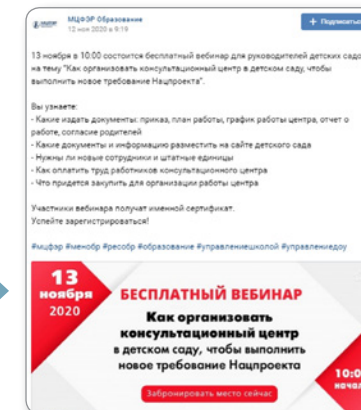 МЦФЭР Образование
12 ноя 2020 в 9:19
Подписаться
13 ноября в 10:00 состоится бесплатный вебинар для руководителей детских садов
на тему "Как организовать консультационный центр в детском саду, чтобы
выполнить новое требование Нацпроекта".
Вы узнаете:
- Какие издать документы: приказ, план работы, график работы центра, отчет о
работе, согласие родителей
- Какие документы и информацию разместить на сайте детского сада
- Нужны ли новые сотрудники и штатные единицы
- Как оплатить труд работников консультационного центра
- Что придется закупить для организации работы центра
Участники вебинара получат именной сертификат.
Успейте зарегистрироваться!
#мцфэр #менобр #ресобр #образование #управлениешколой #управлениедоу
13
ноября
2020
БЕСПЛАТНЫЙ ВЕБИНАР
Как организовать
консультационный центр
в детском саду, чтобы выполнить
новое требование Нацпроекта
10:00
начало
Забронировать место сейчас